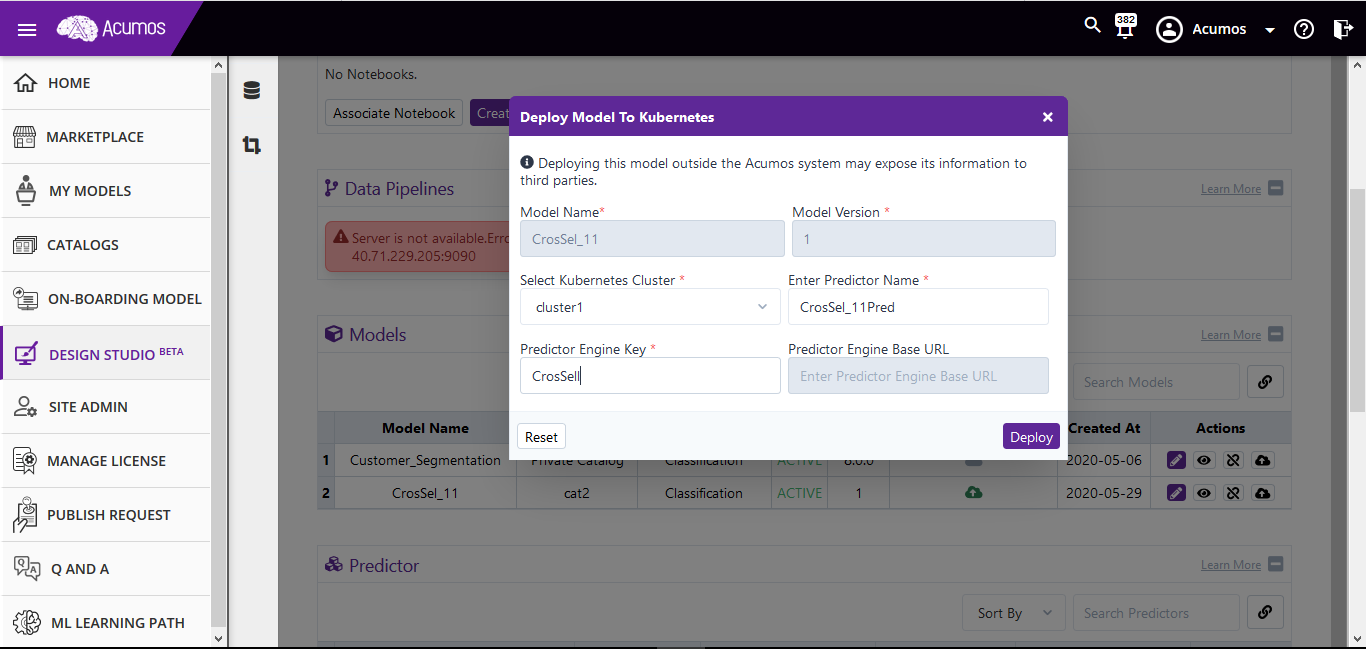 Acumos
382
Acumos
HOME
MARKETPLACE
MY MODELS
CATALOGS
ON-BOARDING MODEL
DESIGN STUDIO BETA
SITE ADMIN
MANAGE LICENSE
PUBLISH REQUEST
Q AND A
ML LEARNING PATH
No Notebooks.
Associate Notebook Creat
Data Pipelines Learn More
Server is not available.Erro
40.71.229.205:9090
Deploy Model To Kubernetes
Deploying this model outside the Acumos system may expose its information to
third parties.
Model Name* Model Version *
CrosSel_11 1
Select Kubernetes Cluster * Enter Predictor Name *
cluster1 CrosSel_11Pred
Predictor Engine Key * Predictor Engine Base URL
CrosSell Enter Predictor Engine Base URL
Reset Deploy
Models Learn More
Search Models
Model Name Created At Actions
1 Customer_Segmentation Private Catalog Classification ACTIVE 6.0.0 2020-05-06
2 CrosSel_11 cat2 Classification ACTIVE 1 2020-05-29
Predictor Learn More
Sort By Search Predictors